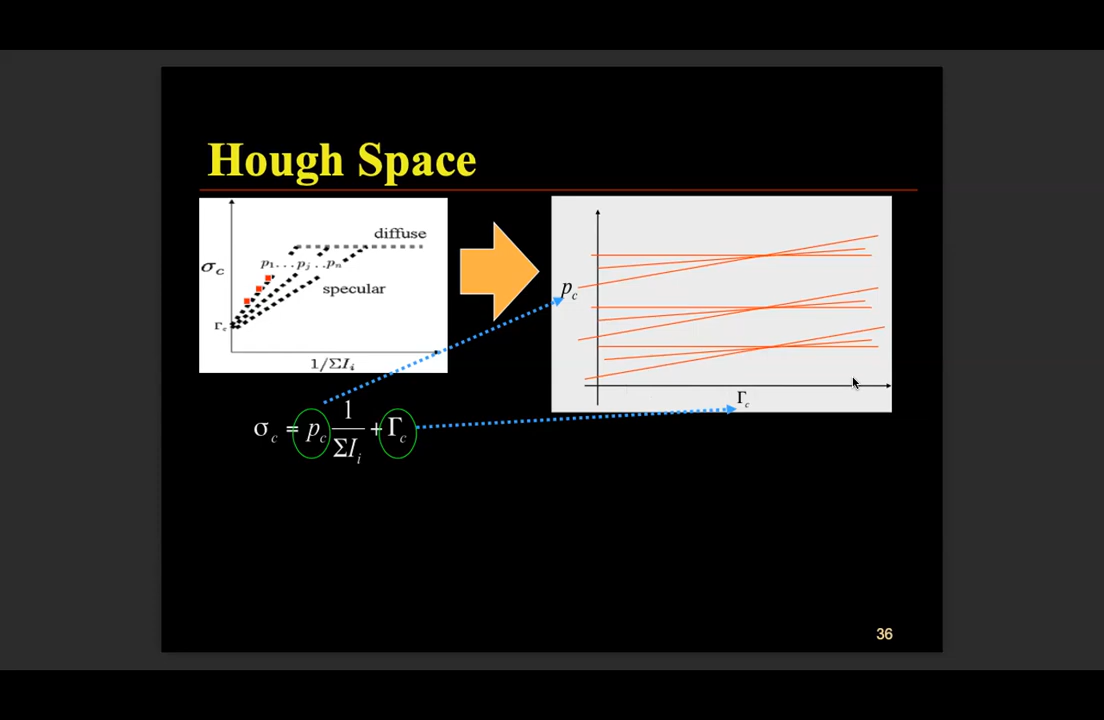 Hough Space
diffuse
σc
p1...pj..pn
specular
Γc
1/ΣIi
pc
Γc
σc = pc 1/ΣIi + Γc
36